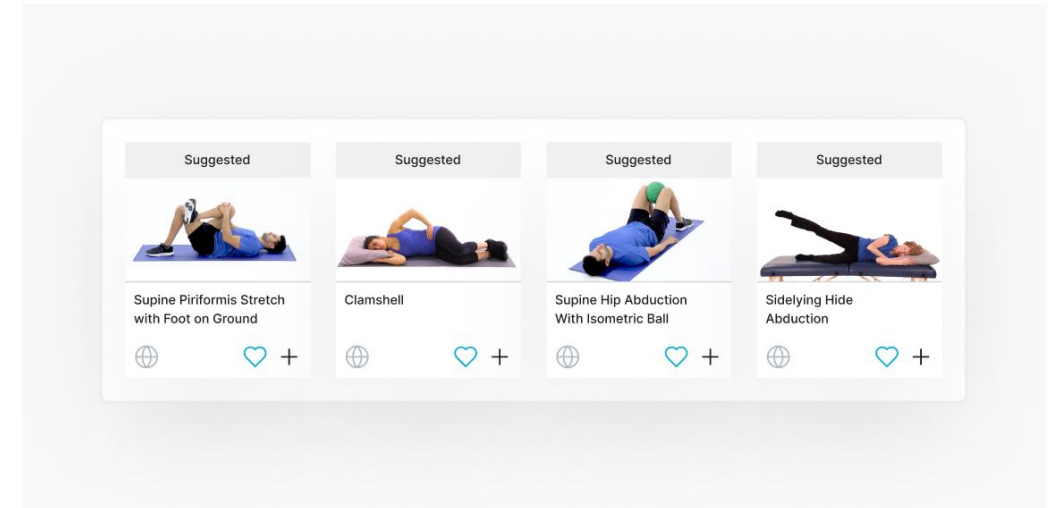 Suggested
Supine Piriformis Stretch
with Foot on Ground
Suggested
Clamshell
Suggested
Supine Hip Abduction
With Isometric Ball
Suggested
Sidelying Hide
Abduction